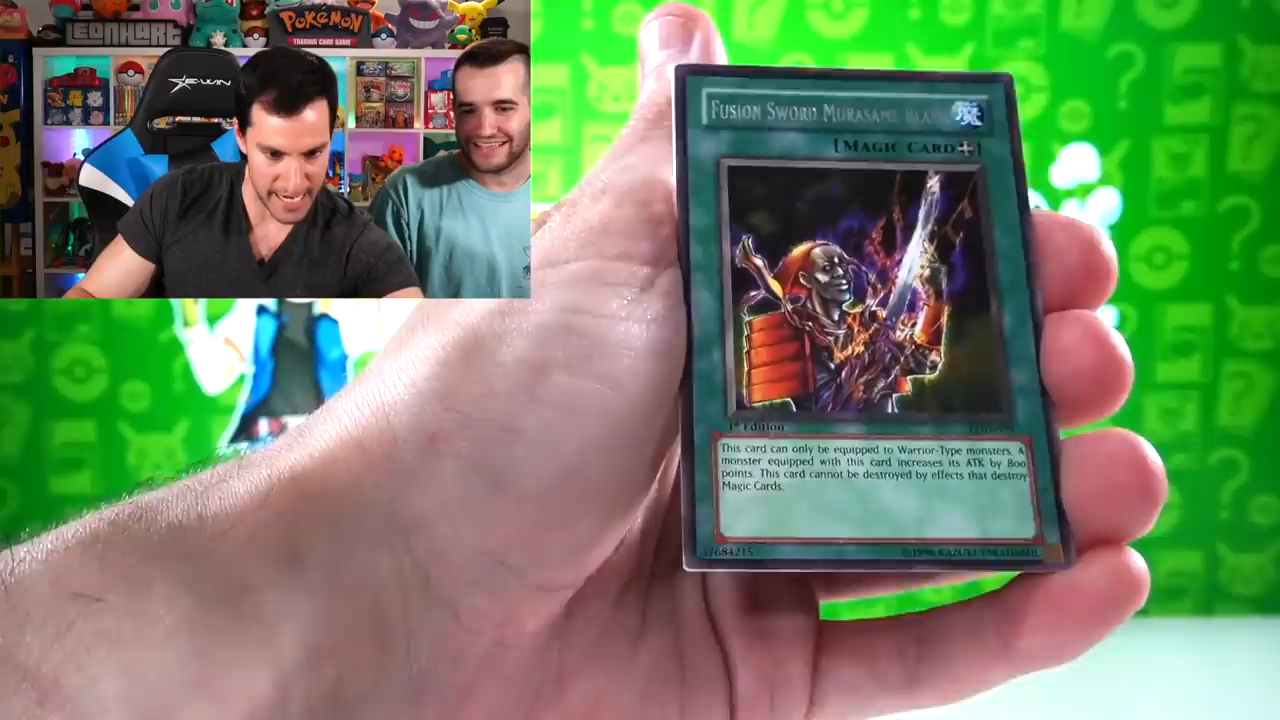 LEONHART
POKÉMON
TRADING CARD GAME
E-WIN
FUSION SWORD MURASAME BLADE
[MAGIC CARD]
1st Edition
This card can only be equipped to Warrior-Type monsters. A
monster equipped with this card increases its ATK by 800
points. This card cannot be destroyed by effects that destroy
Magic Cards.
37684215
©1996 KAZUKI TAKAHASHI